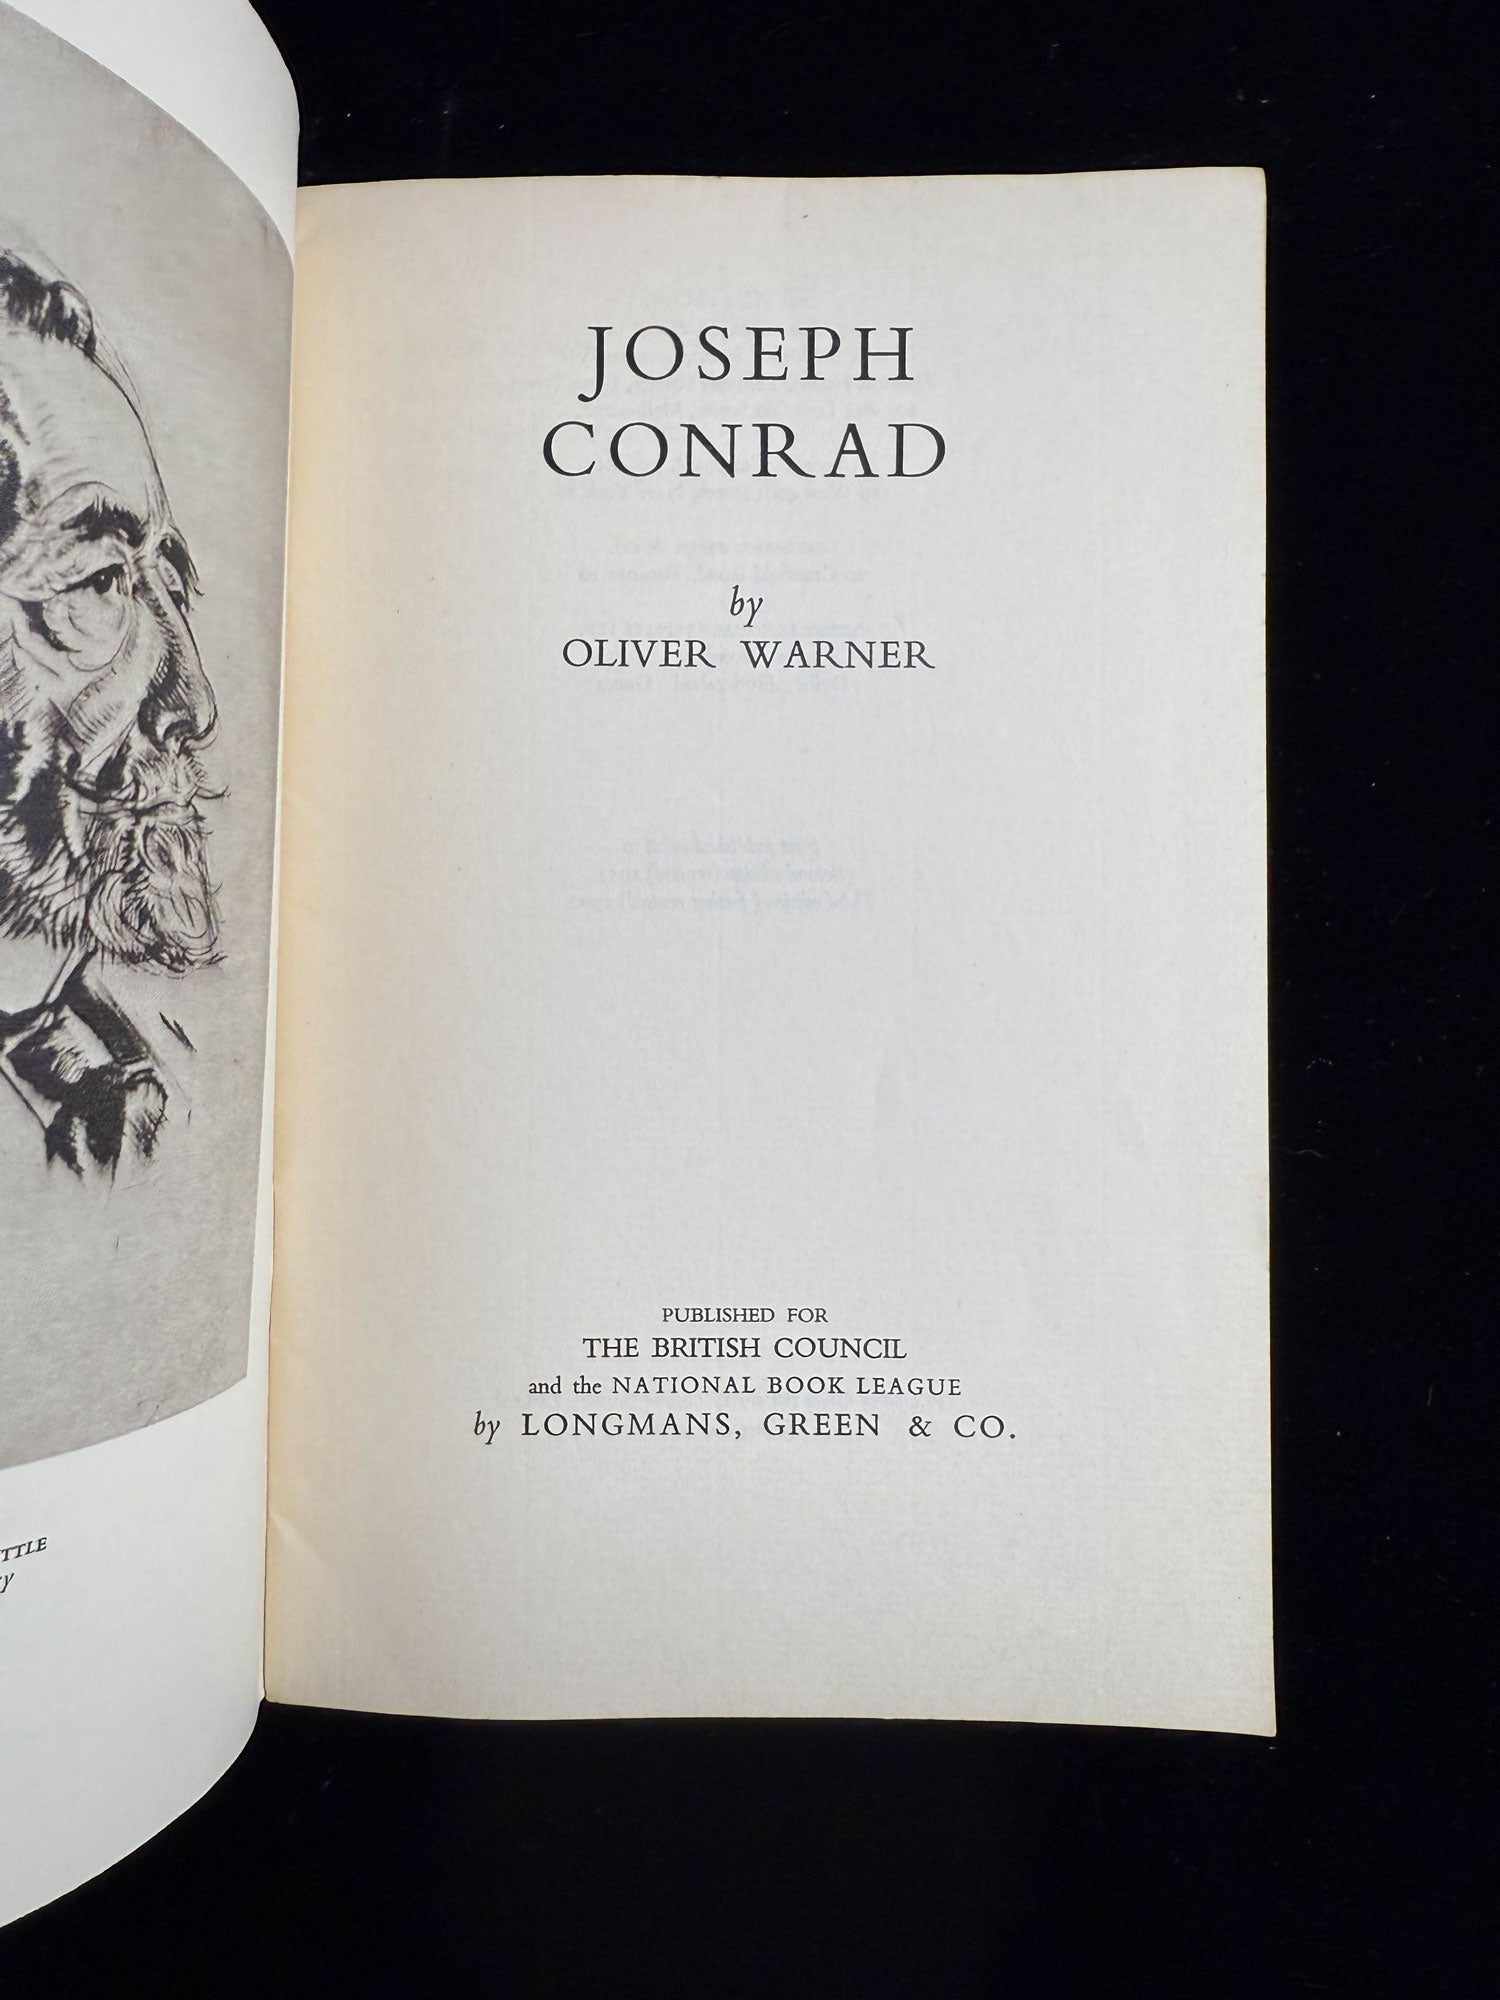 TTLE
JOSEPH
CONRAD
by
OLIVER WARNER
PUBLISHED FOR
THE BRITISH COUNCIL
and the NATIONAL BOOK LEAGUE
by LONGMANS, GREEN & CO.